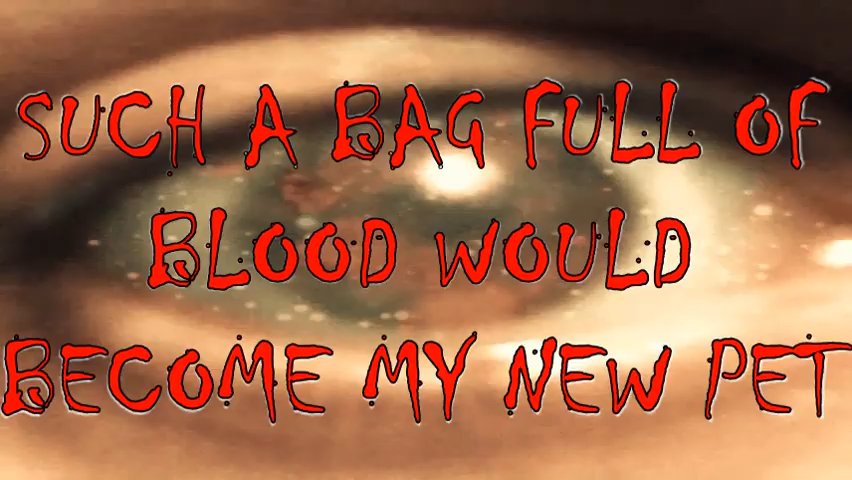 SUCH A BAG FULL OF
BLOOD WOULD
BECOME MY NEW PET